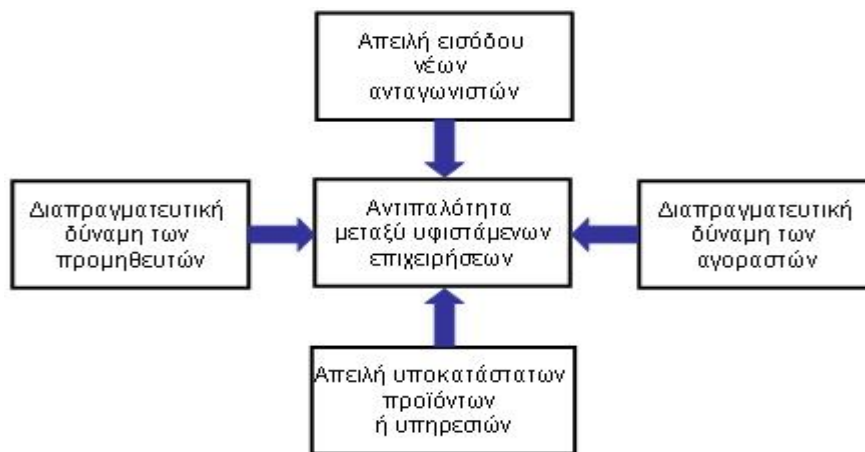 Απειλή εισόδου
νέων
ανταγωνιστών
Διαπραγματευτική
δύναμη των
προμηθευτών
Αντιπαλότητα
μεταξύ υφιστάμενων
επιχειρήσεων
Διαπραγματευτική
δύναμη των
αγοραστών
Απειλή υποκατάστατων
προϊόντων
ή υπηρεσιών